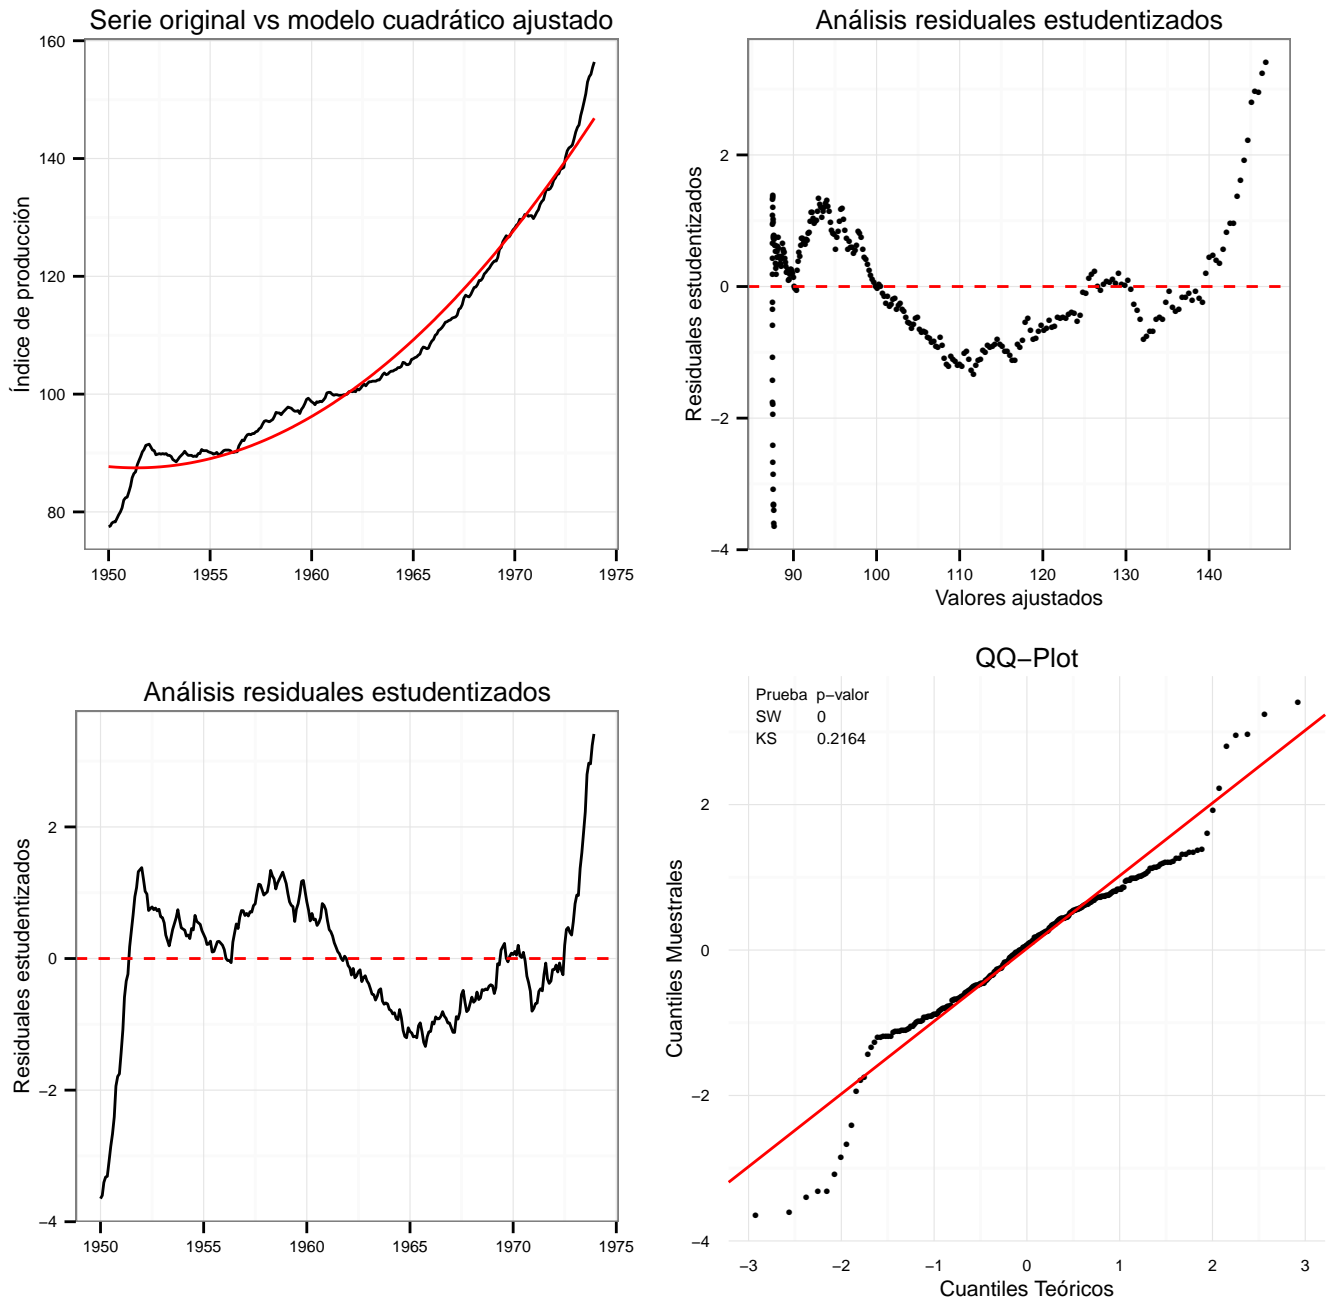 Serie original vs modelo cuadrático ajustado
160
140
120
100
80
Índice de producción
1950 1955 1960 1965 1970 1975
Análisis residuales estudentizados
2
0
−2
−4
Residuales estudentizados
90 100 110 120 130 140
Valores ajustados
Análisis residuales estudentizados
2
0
−2
−4
Residuales estudentizados
1950 1955 1960 1965 1970 1975
QQ−Plot
Prueba p−valor
SW 0
KS 0.2164
2
0
−2
−4
Cuantiles Muestrales
−3 −2 −1 0 1 2 3
Cuantiles Teóricos